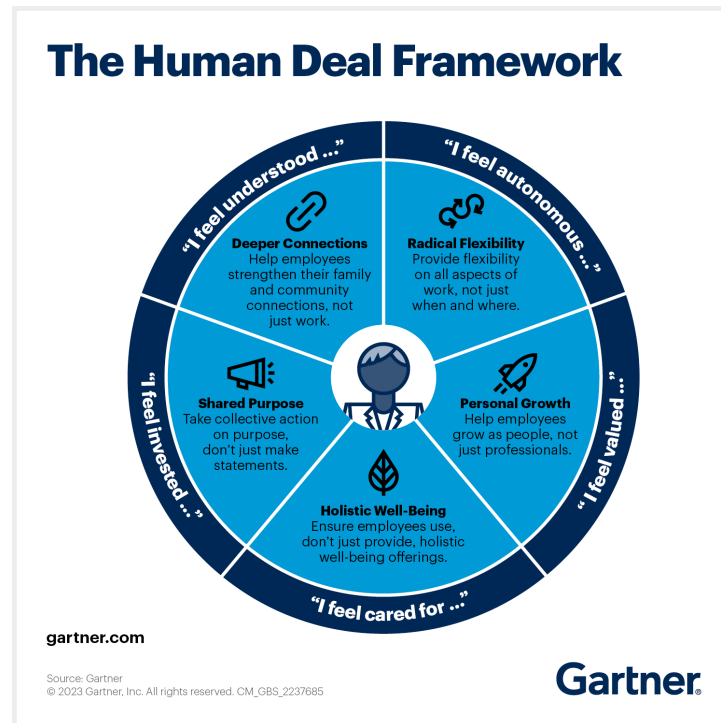 The Human Deal Framework
“I feel understood ...”
Deeper Connections
Help employees
strengthen their family
and community
connections, not
just work.
“I feel autonomous ... ”
Radical Flexibility
Provide flexibility
on all aspects of
work, not just
when and where.
“I feel valued ...”
Personal Growth
Help employees
grow as people, not
just professionals.
“I feel cared for ...”
Holistic Well-Being
Ensure employees use,
don’t just provide, holistic
well-being offerings.
“I feel invested ... ”
Shared Purpose
Take collective action
on purpose,
don’t just make
statements.
gartner.com
Source: Gartner
© 2023 Gartner, Inc. All rights reserved. CM_GBS_2237685
Gartner®